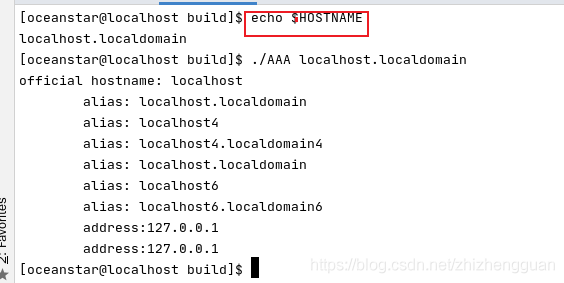 [oceanstar@localhost build]$ echo $HOSTNAME
localhost.localdomain
[oceanstar@localhost build]$ ./AAA localhost.localdomain
official hostname: localhost
alias: localhost.localdomain
alias: localhost4
alias: localhost4.localdomain4
alias: localhost.localdomain
alias: localhost6
alias: localhost6.localdomain6
address:127.0.0.1
address:127.0.0.1
[oceanstar@localhost build]$
2: Favorites
https://blog.csdn.net/zhizhengguan